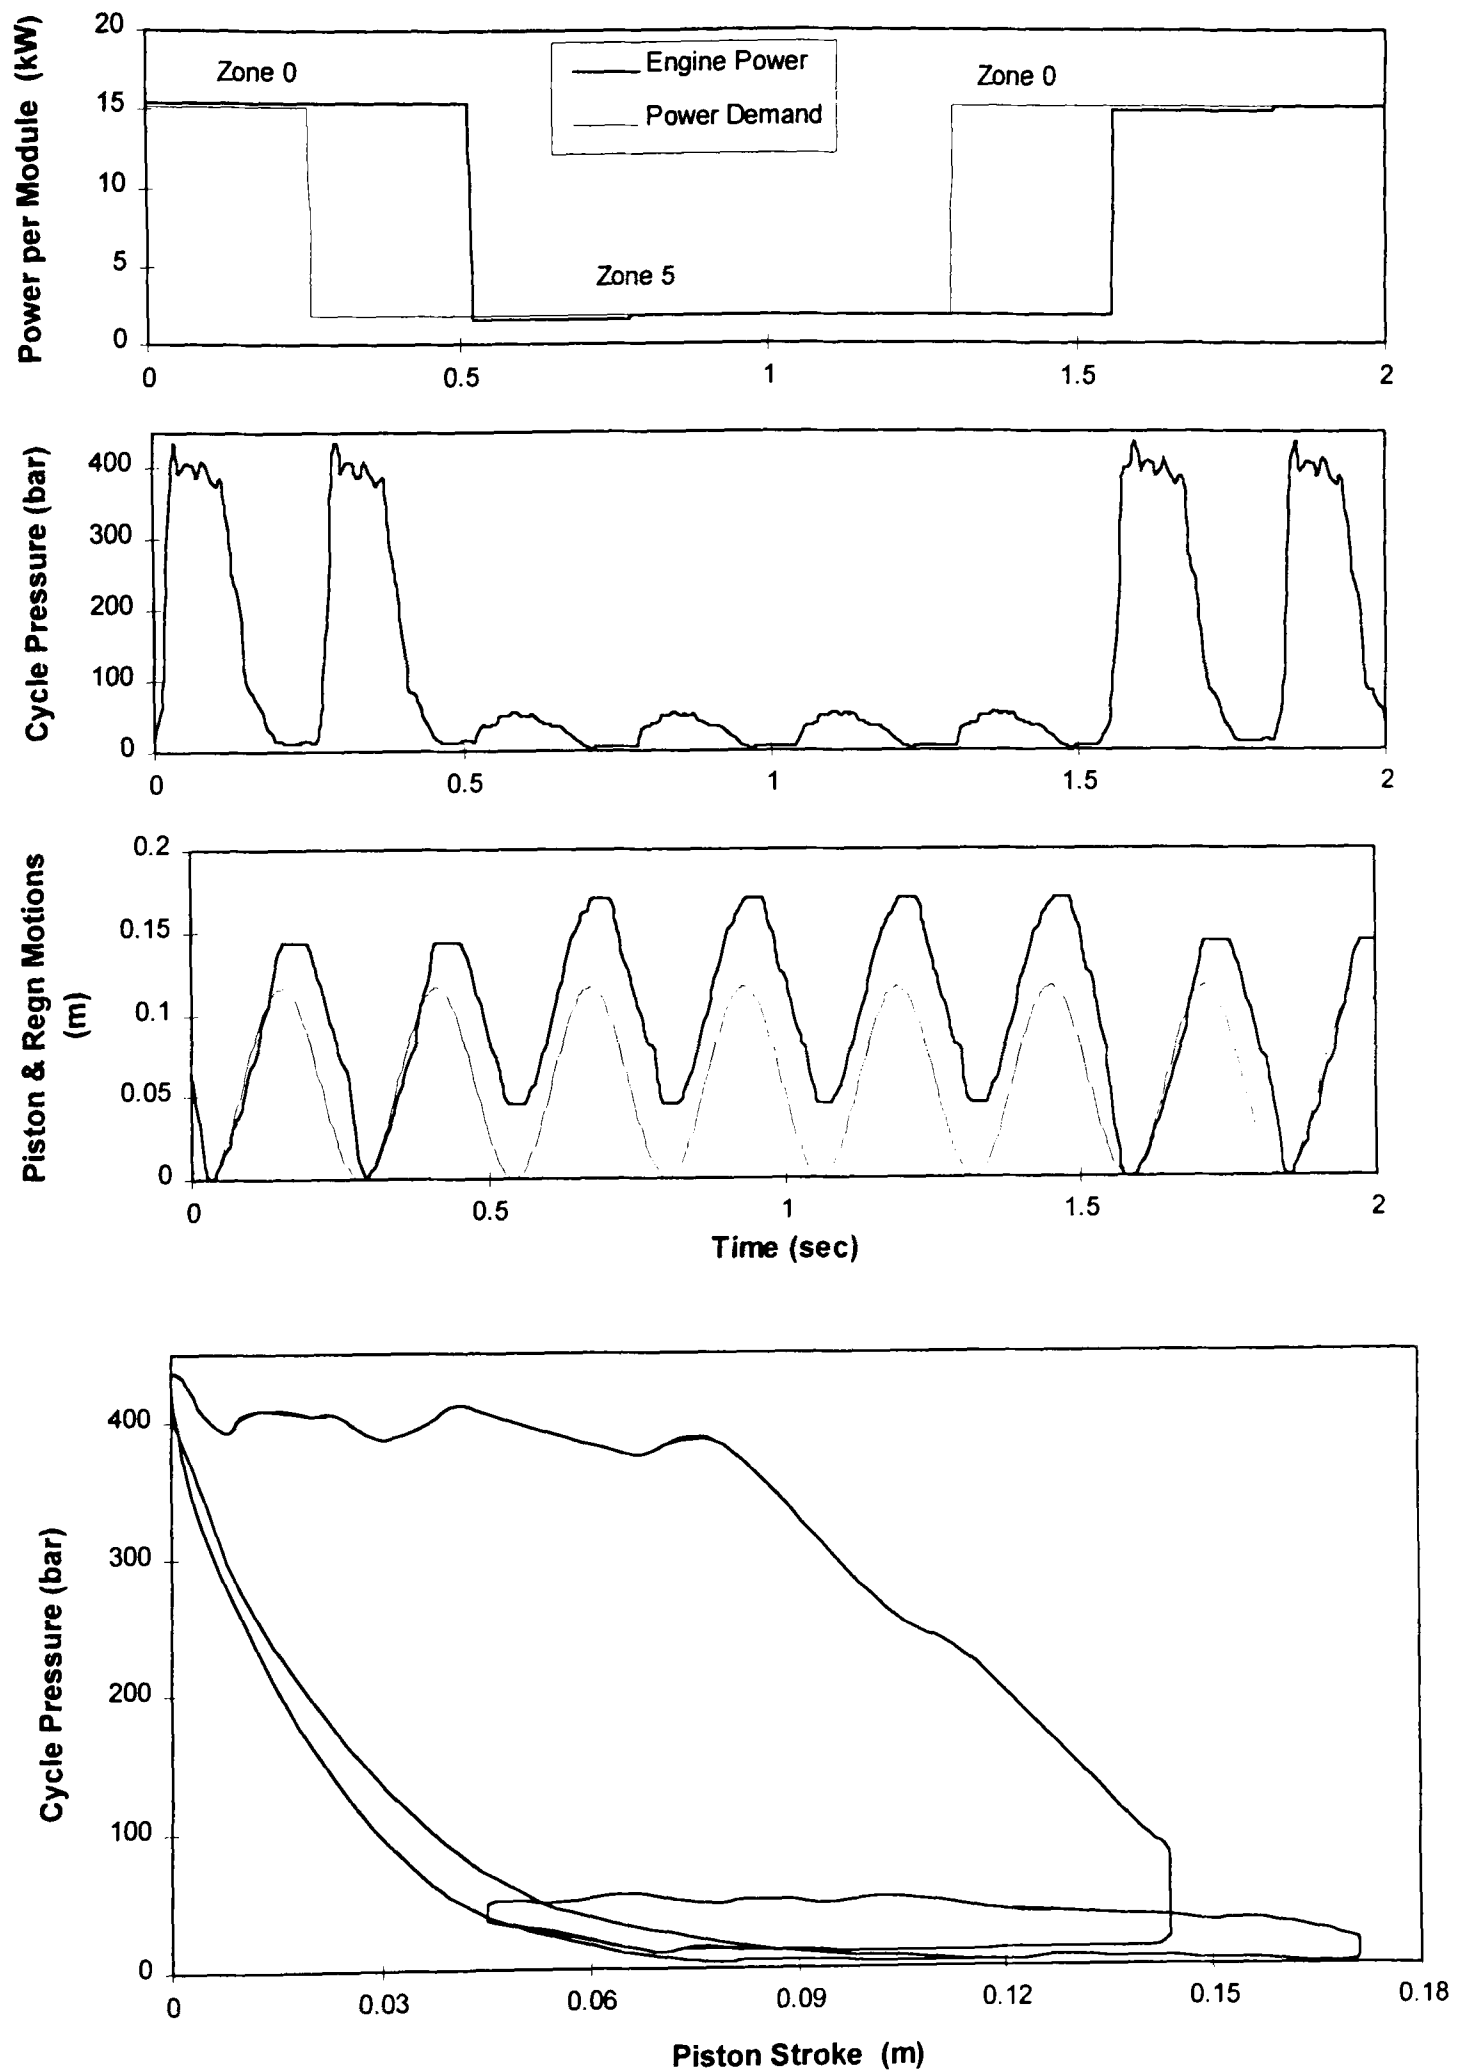 Power per Module (kW)
20
15
10
5
0
Zone 0
Engine Power
Power Demand
Zone 0
Zone 5
0 0.5 1 1.5 2
Cycle Pressure (bar)
400
300
200
100
0
0 0.5 1 1.5 2
Piston & Regn Motions
(m)
0.2
0.15
0.1
0.05
0
0 0.5 1 1.5 2
Time (sec)
Cycle Pressure (bar)
400
300
200
100
0
0 0.03 0.06 0.09 0.12 0.15 0.18
Piston Stroke (m)